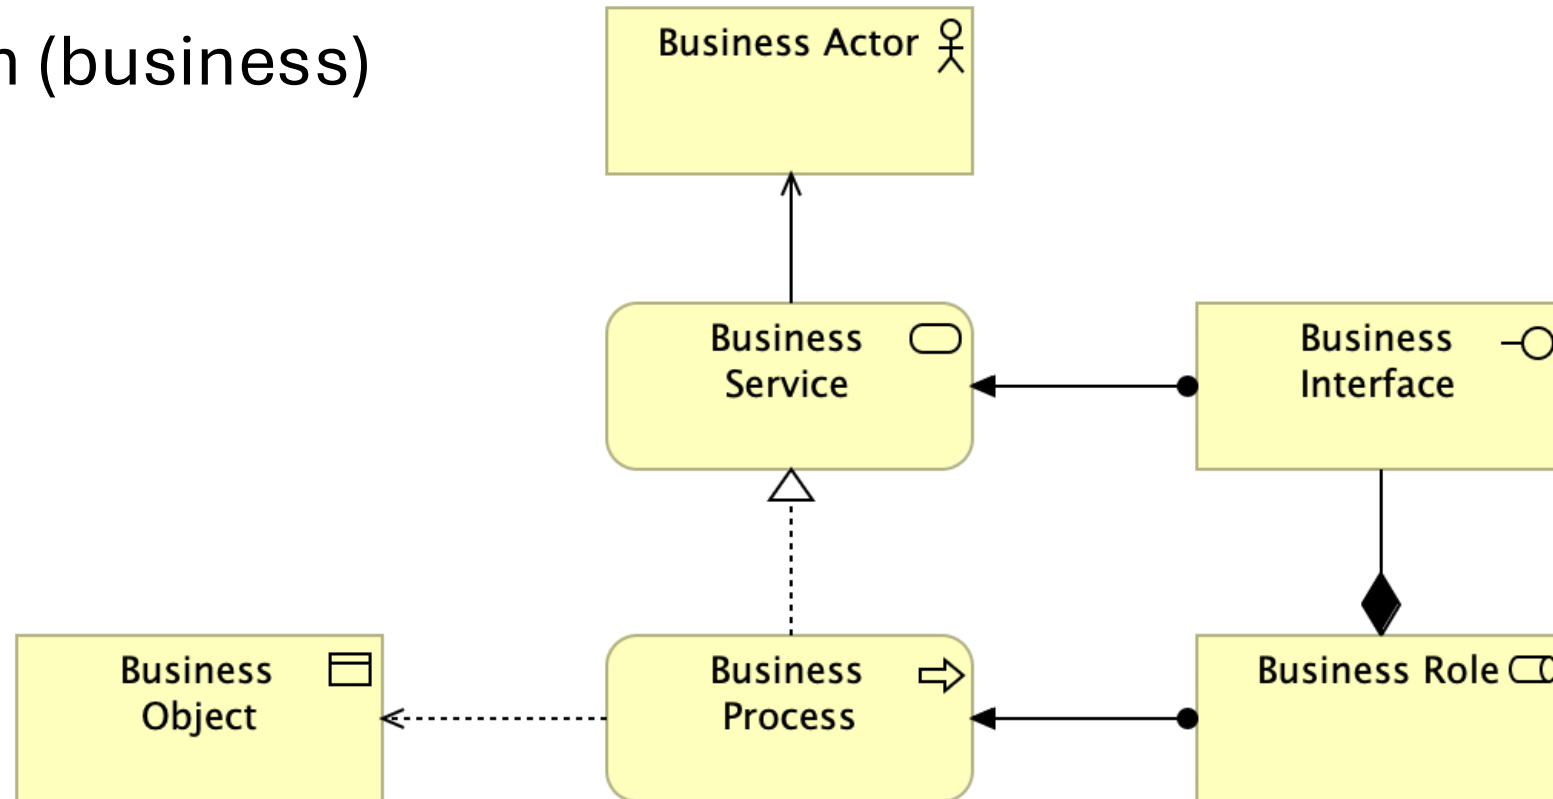 n (business)
Business Actor
Business
Service
Business
Interface
Business
Object
Business
Process
Business Role